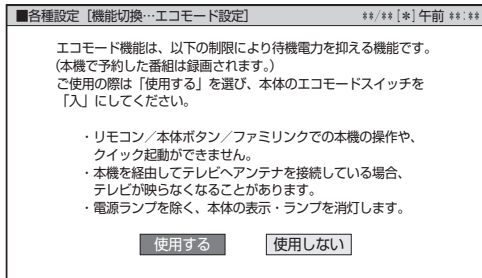 ■各種設定［機能切換…エコモード設定］
**/**[*]午前 **:**
エコモード機能は、以下の制限により待機電力を抑える機能です。
（本機で予約した番組は録画されます。）
ご使用の際は「使用する」を選び、本体のエコモードスイッチを
「入」にしてください。
・リモコン／本体ボタン／ファミリンクでの本機の操作や、
クイック起動ができません。
・本機を経由してテレビへアンテナを接続している場合、
テレビが映らなくなることがあります。
・電源ランプを除く、本体の表示・ランプを消灯します。
使用する
使用しない